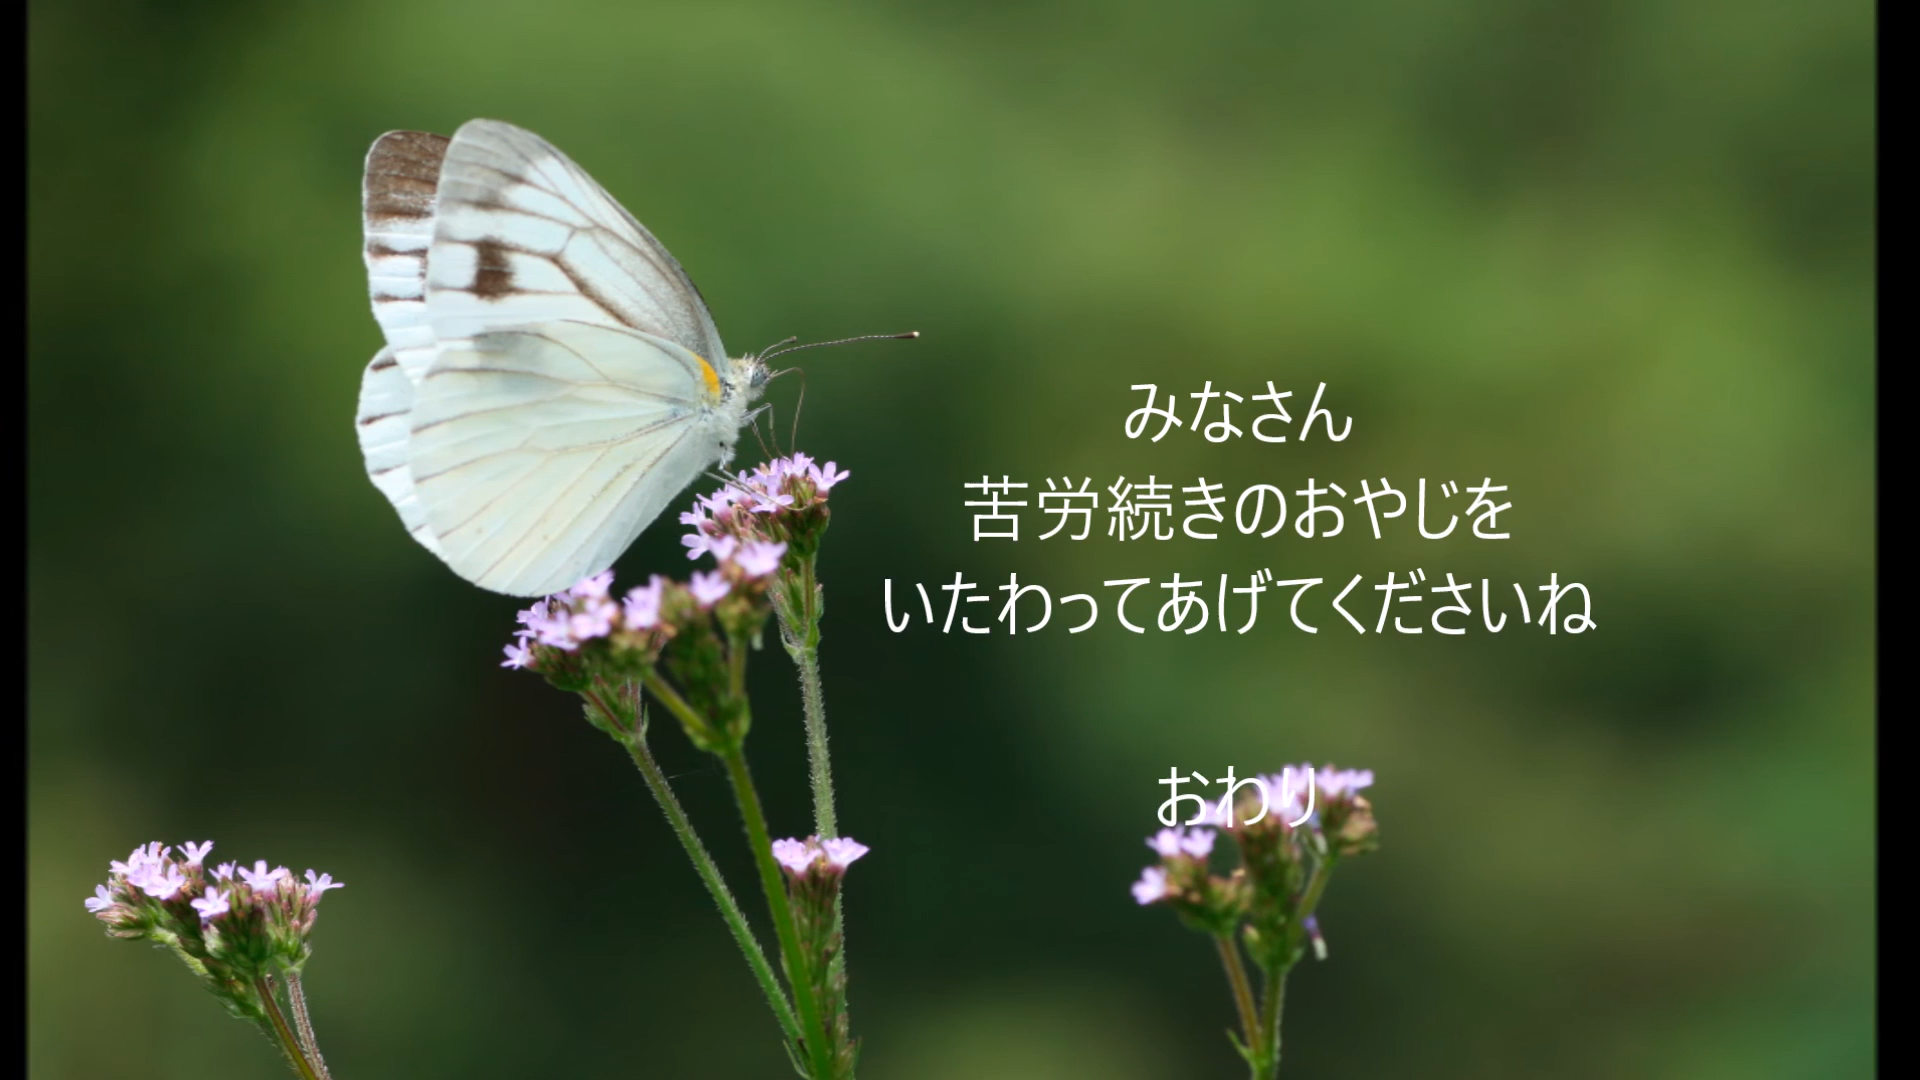 みなさん
苦労続きのおやじを
いたわってあげてくださいね
おわり